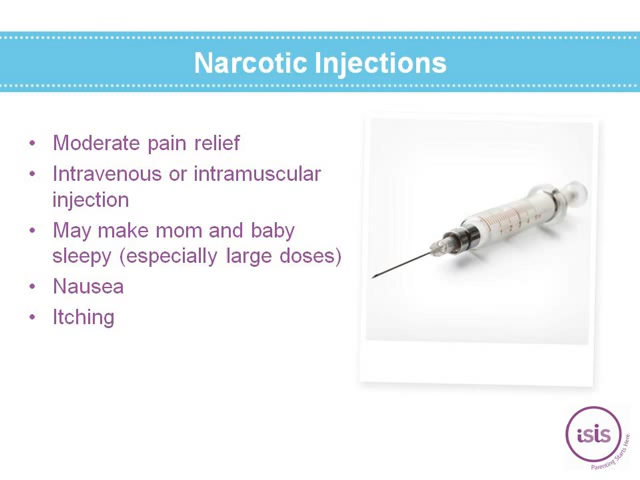 Narcotic Injections
• Moderate pain relief
• Intravenous or intramuscular
injection
• May make mom and baby
sleepy (especially large doses)
• Nausea
• Itching
isis
Parenting Starts Here.